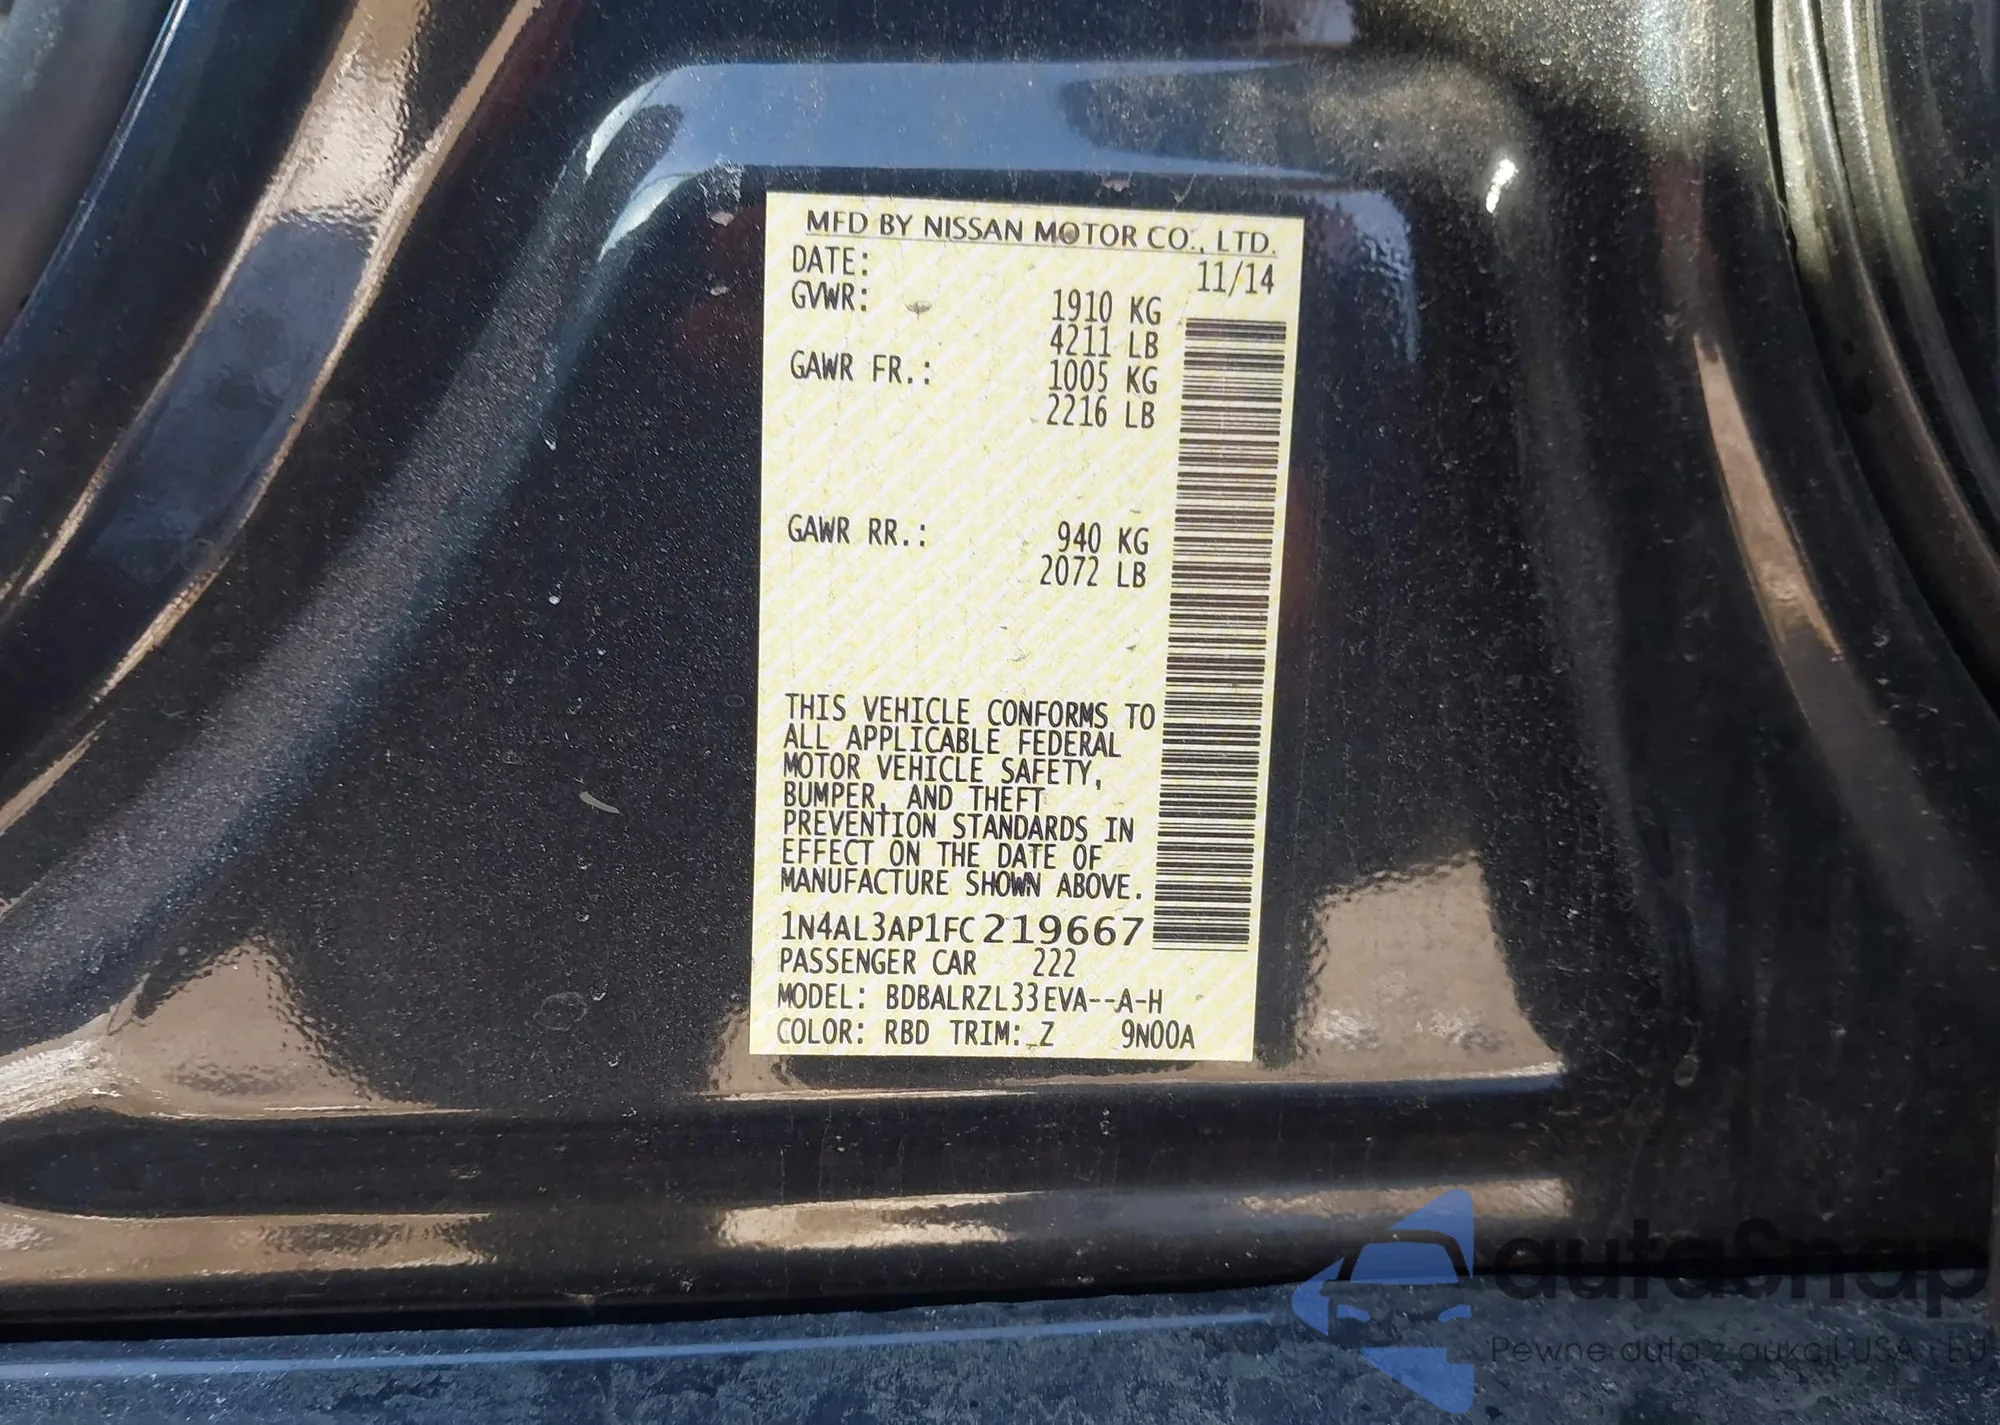 MFD BY NISSAN MOTOR CO., LTD.
DATE: 11/14
GVWR: 1910 KG
4211 LB
GAWR FR.: 1005 KG
2216 LB
GAWR RR.: 940 KG
2072 LB
THIS VEHICLE CONFORMS TO
ALL APPLICABLE FEDERAL
MOTOR VEHICLE SAFETY,
BUMPER, AND THEFT
PREVENTION STANDARDS IN
EFFECT ON THE DATE OF
MANUFACTURE SHOWN ABOVE.
1N4AL3AP1FC219667
PASSENGER CAR 222
MODEL: BDBALRZL33EVA--A-H
COLOR: RBD TRIM: Z 9N00A
autasnap
Pewne auta z aukcji USA i EU